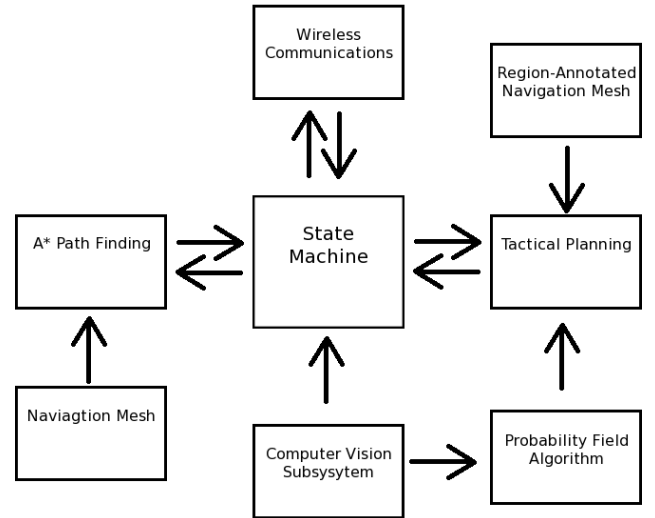 Wireless
Communications
Region-Annotated
Navigation Mesh
A* Path Finding
State
Machine
Tactical Planning
Naviagtion Mesh
Computer Vision
Subsysytem
Probability Field
Algorithm